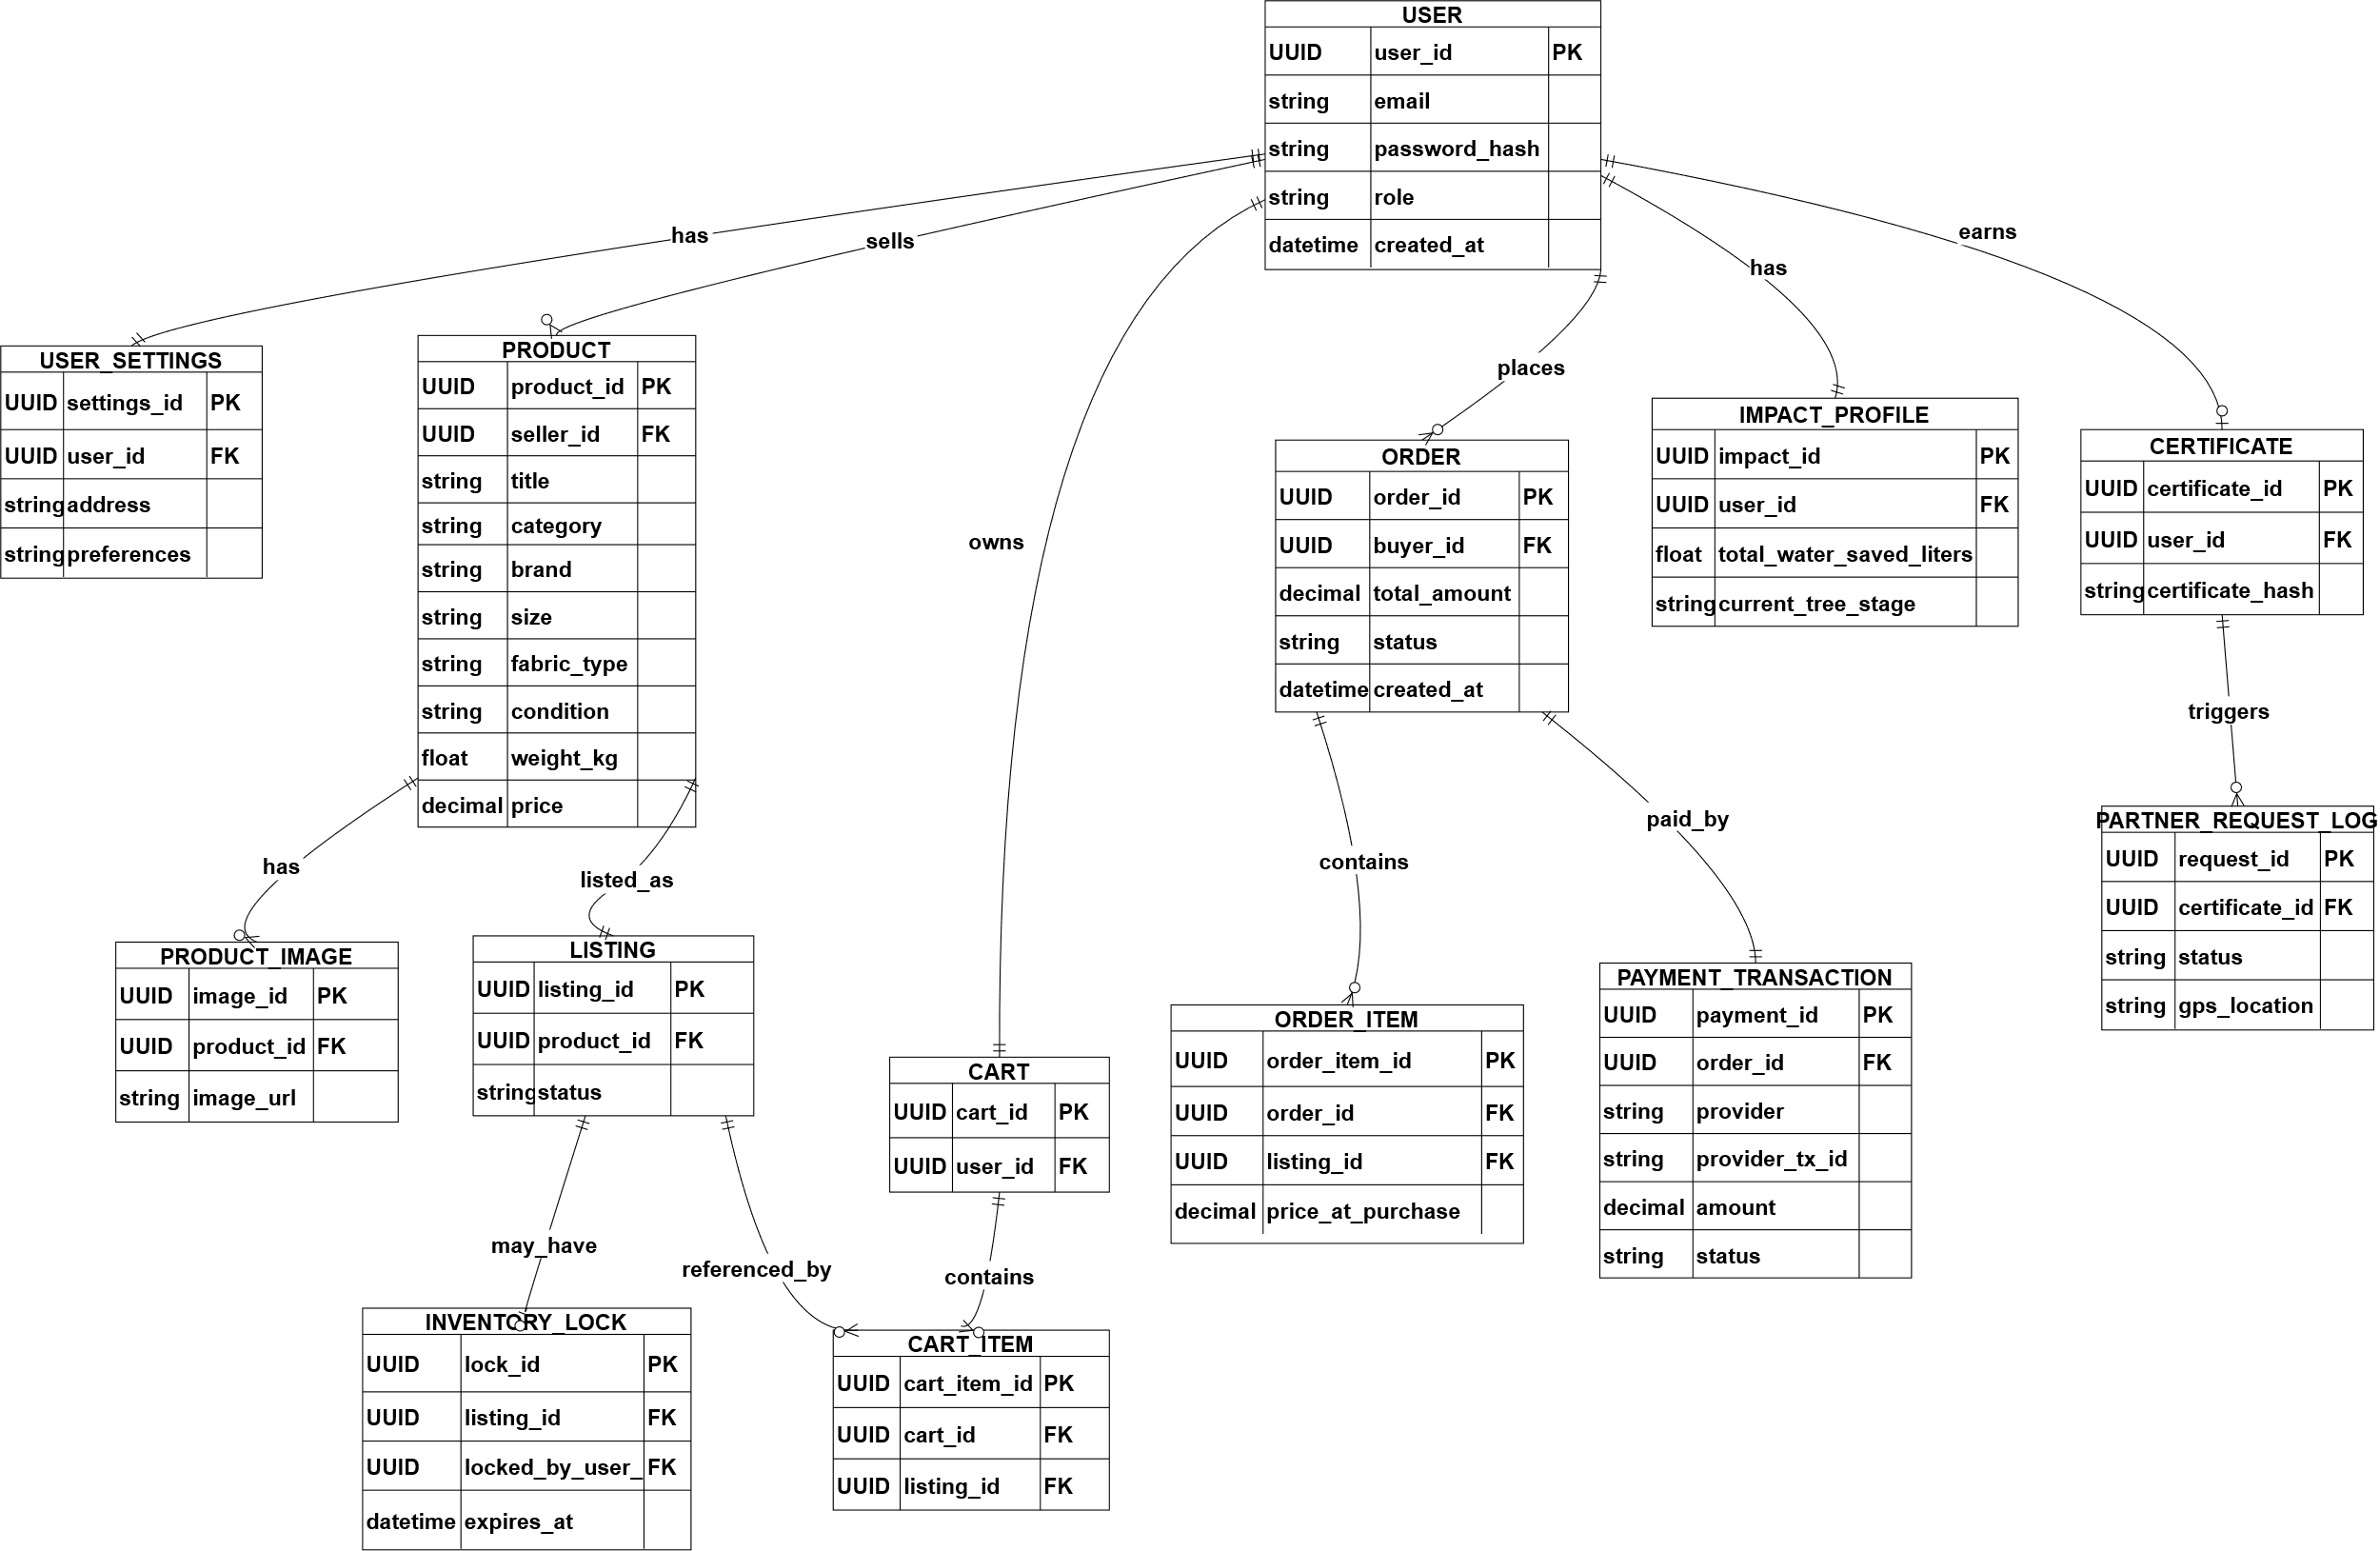 USER
UUID user_id PK
string email
string password_hash
string role
datetime created_at
has
sells
owns
places
has
earns
USER_SETTINGS
UUID settings_id PK
UUID user_id FK
string address
string preferences
PRODUCT
UUID product_id PK
UUID seller_id FK
string title
string category
string brand
string size
string fabric_type
string condition
float weight_kg
decimal price
ORDER
UUID order_id PK
UUID buyer_id FK
decimal total_amount
string status
datetime created_at
IMPACT_PROFILE
UUID impact_id PK
UUID user_id FK
float total_water_saved_liters
string current_tree_stage
CERTIFICATE
UUID certificate_id PK
UUID user_id FK
string certificate_hash
has
listed_as
contains
paid_by
triggers
PARTNER_REQUEST_LOG
UUID request_id PK
UUID certificate_id FK
string status
string gps_location
PRODUCT_IMAGE
UUID image_id PK
UUID product_id FK
string image_url
LISTING
UUID listing_id PK
UUID product_id FK
string status
CART
UUID cart_id PK
UUID user_id FK
ORDER_ITEM
UUID order_item_id PK
UUID order_id FK
UUID listing_id FK
decimal price_at_purchase
PAYMENT_TRANSACTION
UUID payment_id PK
UUID order_id FK
string provider
string provider_tx_id
decimal amount
string status
may_have
referenced_by
contains
INVENTORY_LOCK
UUID lock_id PK
UUID listing_id FK
UUID locked_by_user_ FK
datetime expires_at
CART_ITEM
UUID cart_item_id PK
UUID cart_id FK
UUID listing_id FK